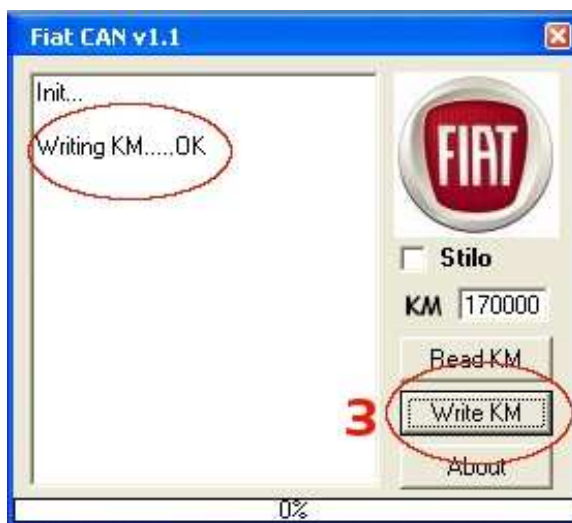 Fiat CAN v1.1
Init...
Writing KM.....OK
FIAT
Stilo
KM 170000
Read KM
3 Write KM
About
0%